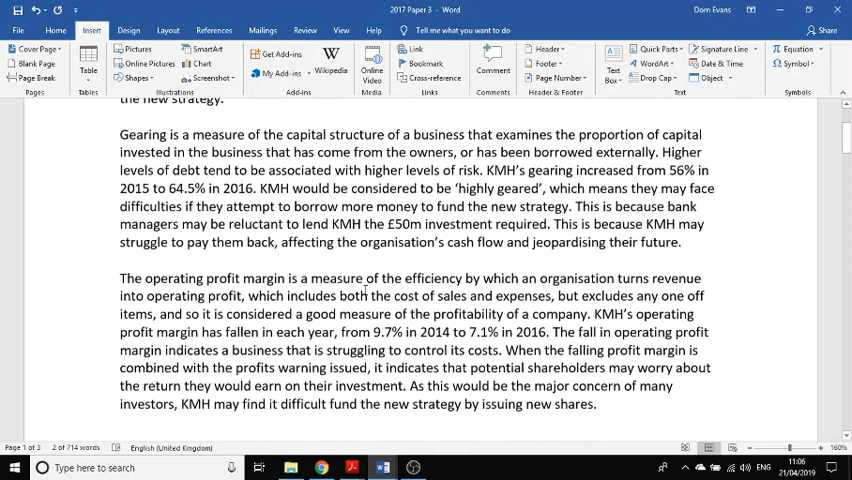 2017 Paper 3 - Word
Dom Evans
File Home Insert Design Layout References Mailings Review View Help Tell me what you want to do Share
Cover Page Blank Page Page Break Pages
Table Tables
Pictures Online Pictures Shapes SmartArt Chart Screenshot Illustrations
Get Add-ins My Add-ins Wikipedia Add-ins
Online Video Media
Link Bookmark Cross-reference Links
Comment Comments
Header Footer Page Number Header & Footer
Text Box Quick Parts WordArt Drop Cap Signature Line Date & Time Object Text
Equation Symbol Symbols
the new strategy.
Gearing is a measure of the capital structure of a business that examines the proportion of capital
invested in the business that has come from the owners, or has been borrowed externally. Higher
levels of debt tend to be associated with higher levels of risk. KMH's gearing increased from 56% in
2015 to 64.5% in 2016. KMH would be considered to be 'highly geared', which means they may face
difficulties if they attempt to borrow more money to fund the new strategy. This is because bank
managers may be reluctant to lend KMH the £50m investment required. This is because KMH may
struggle to pay them back, affecting the organisation's cash flow and jeopardising their future.
The operating profit margin is a measure of the efficiency by which an organisation turns revenue
into operating profit, which includes both the cost of sales and expenses, but excludes any one off
items, and so it is considered a good measure of the profitability of a company. KMH's operating
profit margin has fallen in each year, from 9.7% in 2014 to 7.1% in 2016. The fall in operating profit
margin indicates a business that is struggling to control its costs. When the falling profit margin is
combined with the profits warning issued, it indicates that potential shareholders may worry about
the return they would earn on their investment. As this would be the major concern of many
investors, KMH may find it difficult fund the new strategy by issuing new shares.
Page 1 of 3 2 of 714 words English (United Kingdom) 160%
Type here to search
ENG
11:06
21/04/2019